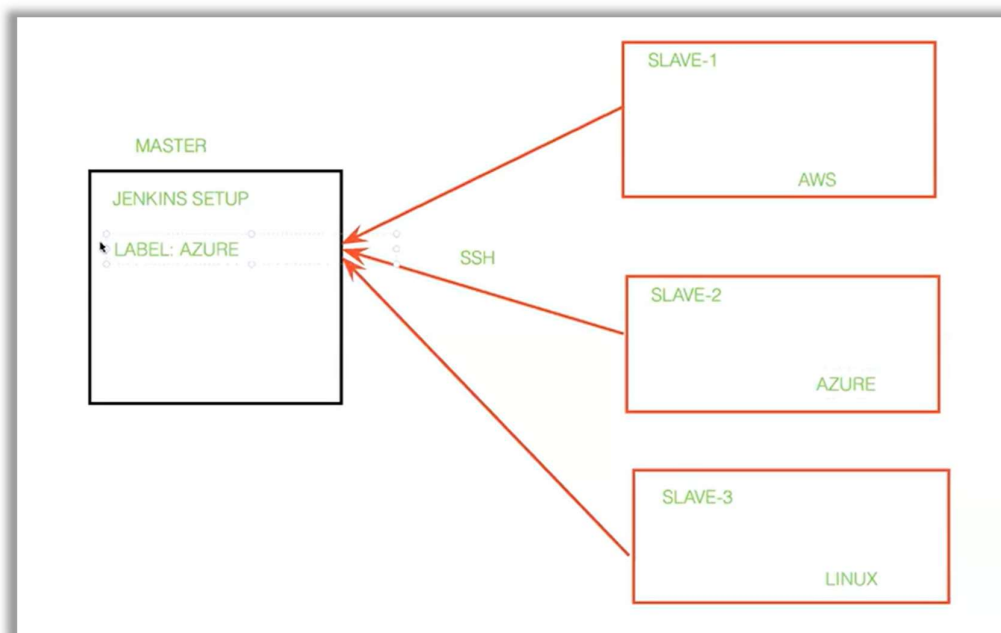 MASTER
JENKINS SETUP
LABEL: AZURE
SSH
SLAVE-1
AWS
SLAVE-2
AZURE
SLAVE-3
LINUX